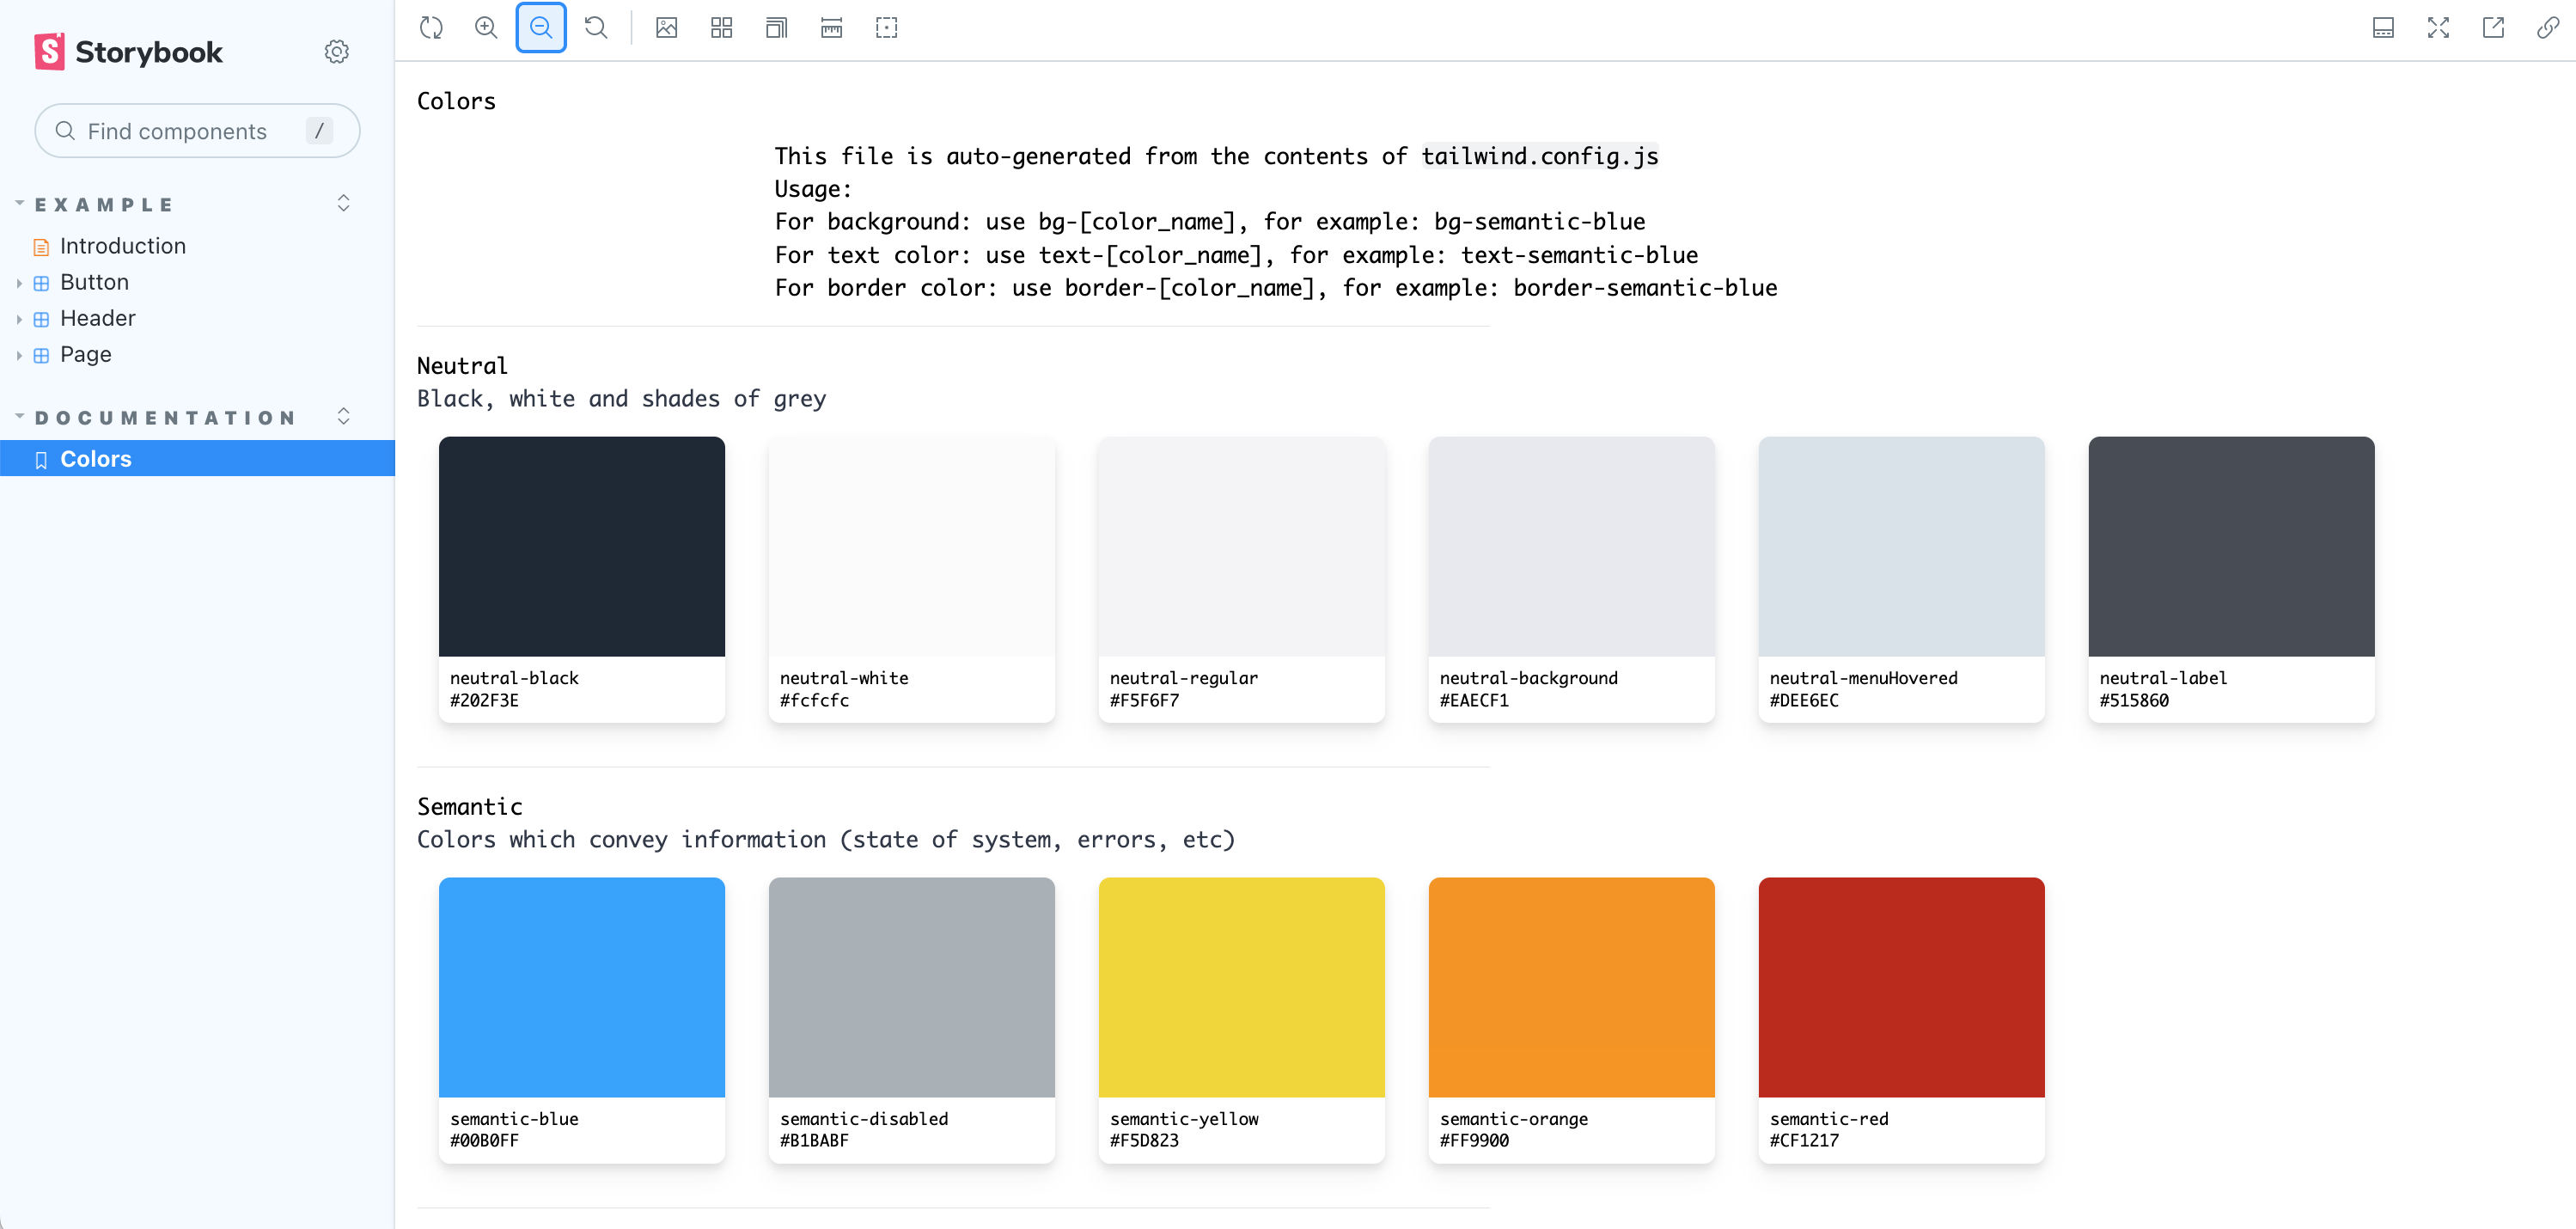 Storybook
Find components
/
EXAMPLE
Introduction
Button
Header
Page
DOCUMENTATION
Colors
Colors
This file is auto-generated from the contents of tailwind.config.js
Usage:
For background: use bg-[color_name], for example: bg-semantic-blue
For text color: use text-[color_name], for example: text-semantic-blue
For border color: use border-[color_name], for example: border-semantic-blue
Neutral
Black, white and shades of grey
neutral-black
#202F3E
neutral-white
#fcfcfc
neutral-regular
#F5F6F7
neutral-background
#EAECF1
neutral-menuHovered
#DEE6EC
neutral-label
#515860
Semantic
Colors which convey information (state of system, errors, etc)
semantic-blue
#00B0FF
semantic-disabled
#B1BABF
semantic-yellow
#F5D823
semantic-orange
#FF9900
semantic-red
#CF1217